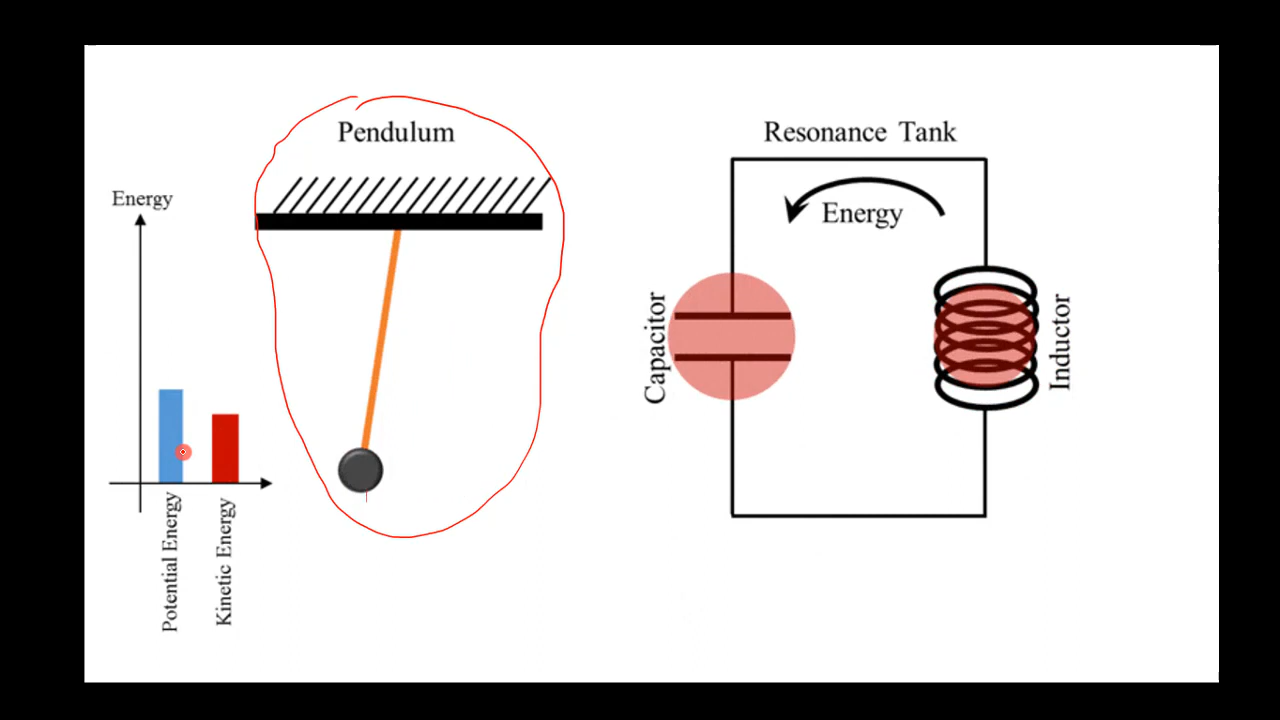 Pendulum
Energy
Potential Energy
Kinetic Energy
Resonance Tank
Energy
Capacitor
Inductor